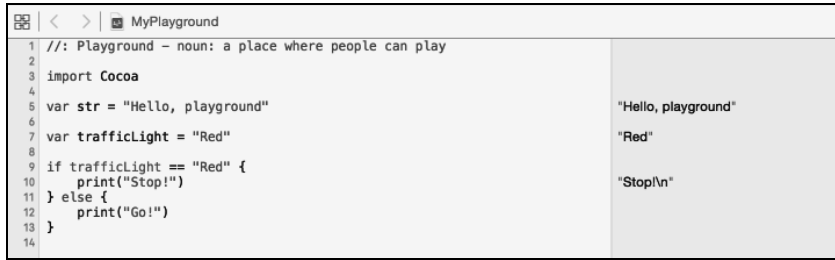 MyPlayground
1 //: Playground – noun: a place where people can play
2
3 import Cocoa
4
5 var str = "Hello, playground" "Hello, playground"
6
7 var trafficLight = "Red" "Red"
8
9 if trafficLight == "Red" {
10 print("Stop!") "Stop!\n"
11 } else {
12 print("Go!")
13 }
14